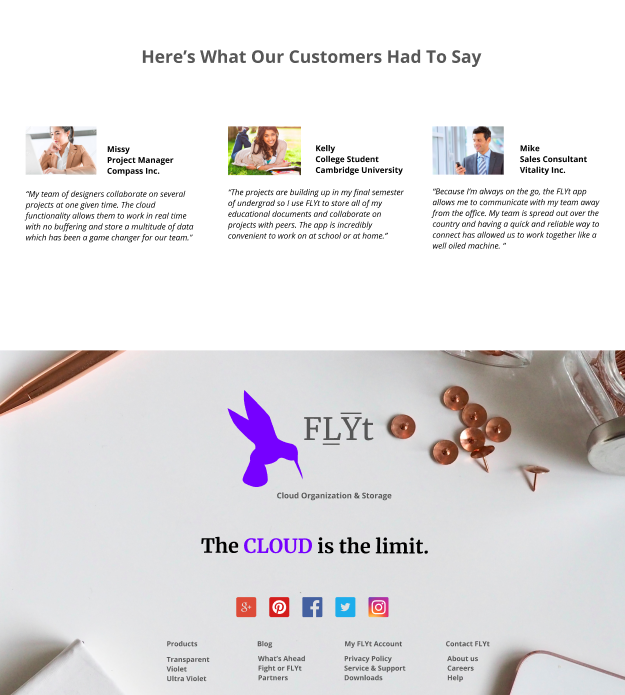 Here’s What Our Customers Had To Say
Missy
Project Manager
Compass Inc.
“My team of designers collaborate on several
projects at one given time. The cloud
functionality allows them to work in real time
with no buffering and store a multitude of data
which has been a game changer for our team.”
Kelly
College Student
Cambridge University
“The projects are building up in my final semester
of undergrad so I use FLYt to store all of my
educational documents and collaborate on
projects with peers. The app is incredibly
convenient to work on at school or at home.”
Mike
Sales Consultant
Vitality Inc.
“Because I’m always on the go, the FLYt app
allows me to communicate with my team away
from the office. My team is spread out over the
country and having a quick and reliable way to
connect has allowed us to work together like a
well oiled machine. ”
FLYt
Cloud Organization & Storage
The CLOUD is the limit.
Products
Transparent
Violet
Ultra Violet
Blog
What’s Ahead
Fight or FLYt
Partners
My FLYt Account
Privacy Policy
Service & Support
Downloads
Contact FLYt
About us
Careers
Help